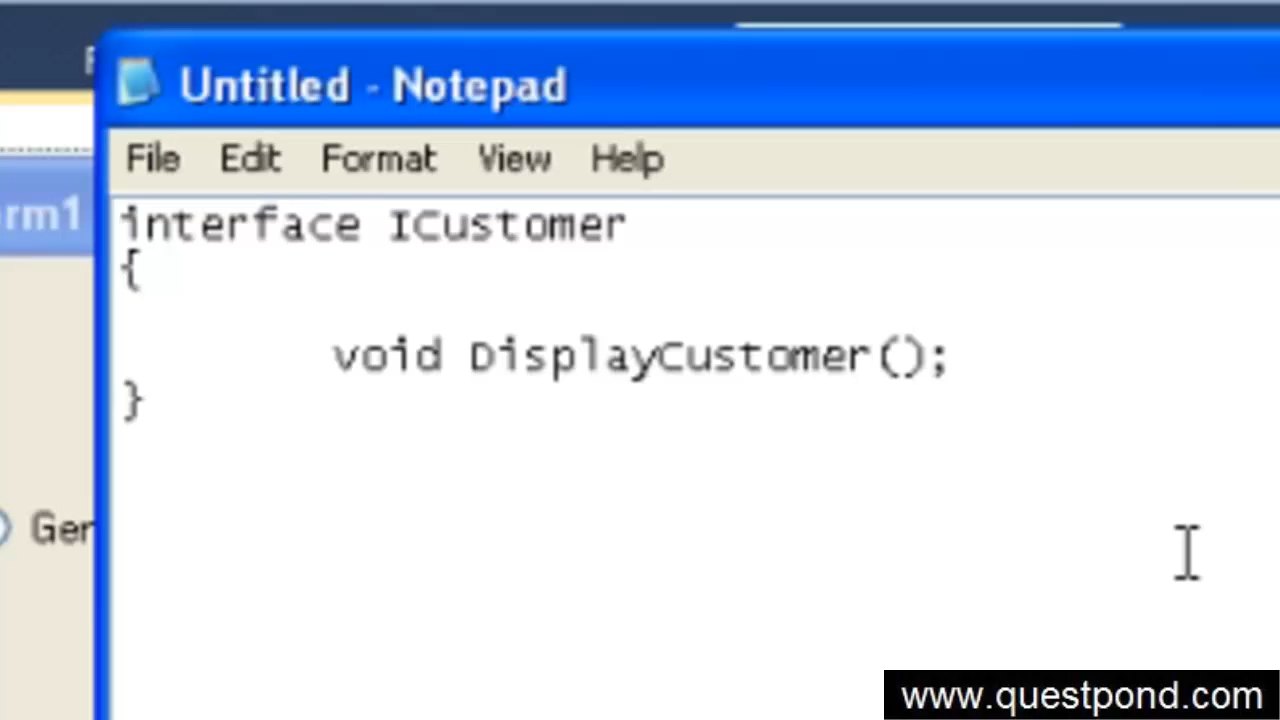 Untitled - Notepad
File Edit Format View Help
interface ICustomer
{
void DisplayCustomer();
}
www.questpond.com